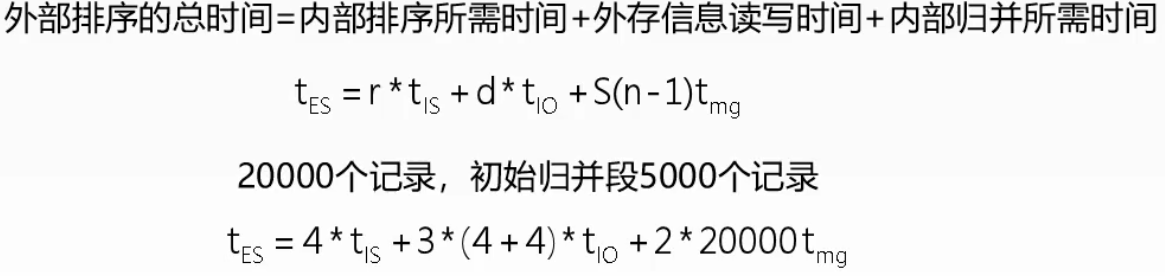 外部排序的总时间=内部排序所需时间+外存信息读写时间+内部归并所需时间
t_ES = r * t_IS + d * t_IO + S(n - 1)t_mg
20000个记录，初始归并段5000个记录
t_ES = 4 * t_IS + 3 * (4 + 4) * t_IO + 2 * 20000t_mg